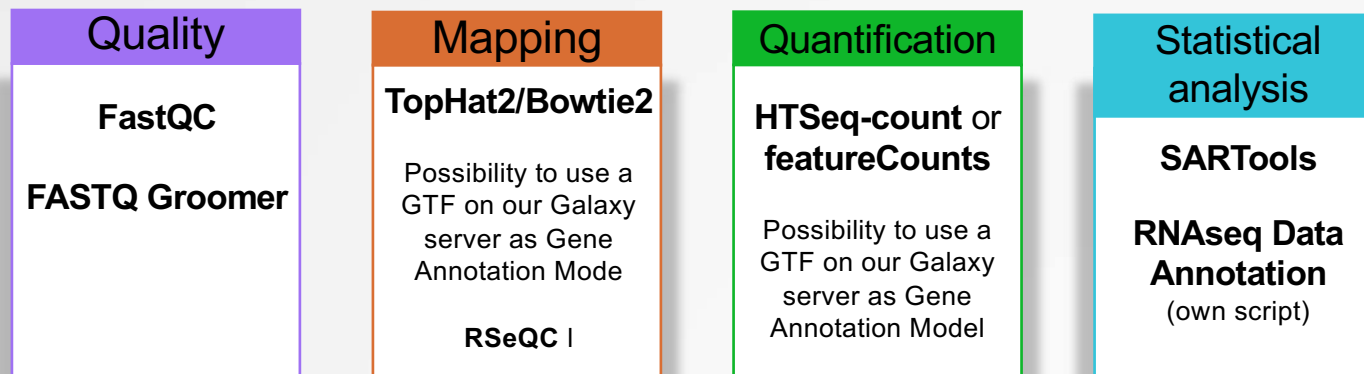 Quality
FastQC
FASTQ Groomer
Mapping
TopHat2/Bowtie2
Possibility to use a
GTF on our Galaxy
server as Gene
Annotation Mode
RSeQC l
Quantification
HTSeq-count or
featureCounts
Possibility to use a
GTF on our Galaxy
server as Gene
Annotation Model
Statistical
analysis
SARTools
RNAseq Data
Annotation
(own script)